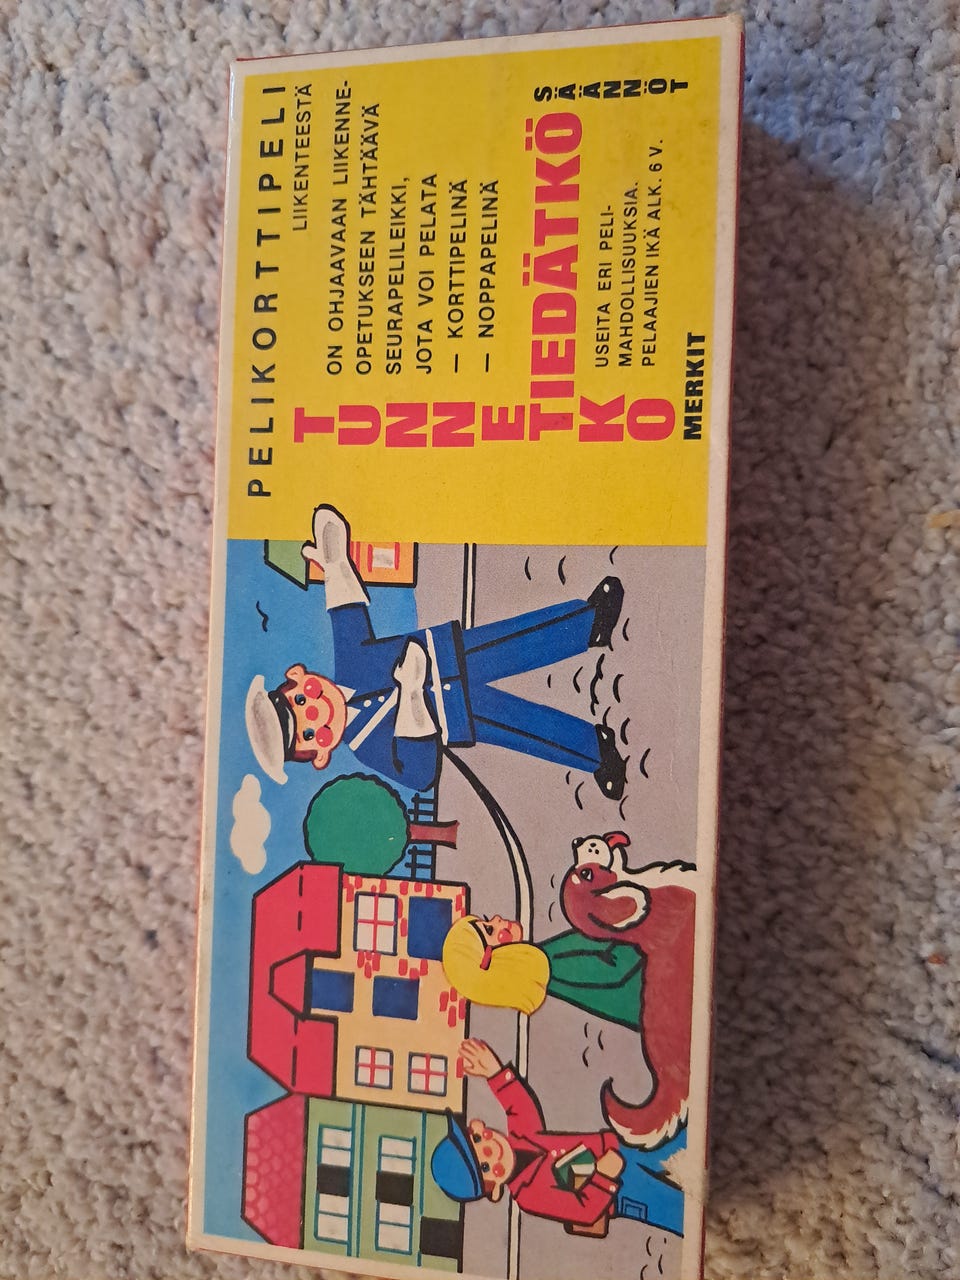 PELIKORTTIPELI
LIIKENTEESTÄ
ON OHJAAVAAN LIIKENNE-
OPETUKSEEN TÄHTÄÄVÄ
SEURAPELILEIKKI,
JOTA VOI PELATA
— KORTTIPELINÄ
— NOPPAPELINÄ
TUNNETKO
MERKIT
TIEDÄTKÖ
SÄÄNNÖT
USEITA ERI PELI-
MAHDOLLISUUKSIA.
PELAAJIEN IKÄ ALK. 6 V.